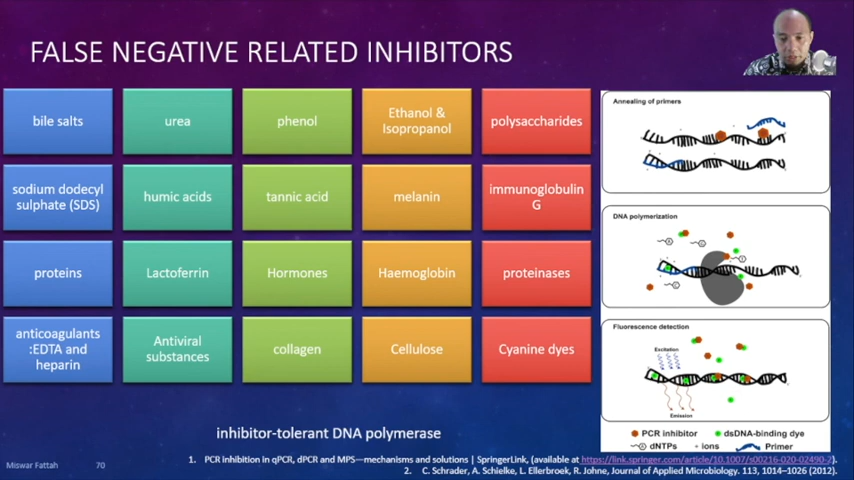 FALSE NEGATIVE RELATED INHIBITORS
bile salts
urea
phenol
Ethanol &
Isopropanol
polysaccharides
sodium dodecyl
sulphate (SDS)
humic acids
tannic acid
melanin
immunoglobulin
G
proteins
Lactoferrin
Hormones
Haemoglobin
proteinases
anticoagulants
:EDTA and
heparin
Antiviral
substances
collagen
Cellulose
Cyanine dyes
Annealing of primers
DNA polymerization
Fluorescence detection
Excitation
Emission
PCR inhibitor
dsDNA-binding dye
dNTPs
+ ions
Primer
inhibitor-tolerant DNA polymerase
1. PCR inhibition in qPCR, dPCR and MPS—mechanisms and solutions | SpringerLink, (available at https://link.springer.com/article/10.1007/s00216-020-02490-2).
2. C. Schrader, A. Schielke, L. Ellerbroek, R. Johne, Journal of Applied Microbiology. 113, 1014–1026 (2012).
Miswar Fattah
70